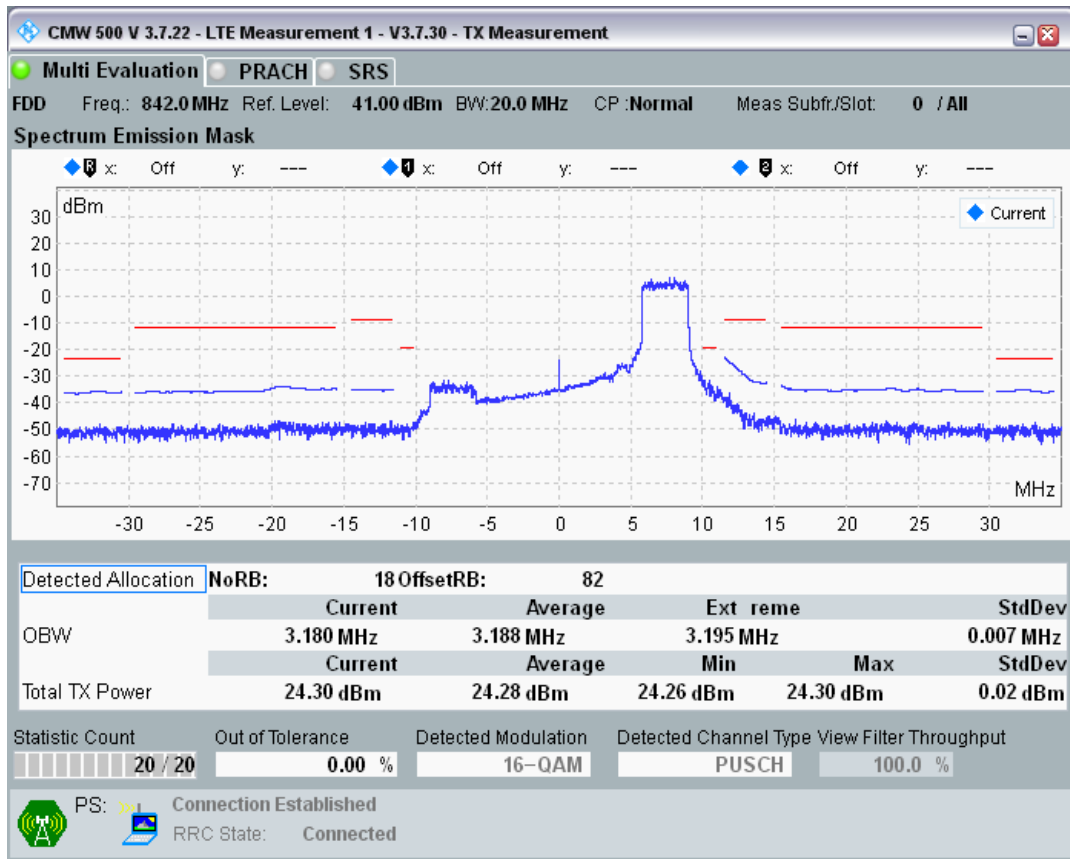 CMW 500 V 3.7.22 - LTE Measurement 1 - V3.7.30 - TX Measurement
Multi Evaluation PRACH SRS
FDD Freq.: 842.0 MHz Ref. Level: 41.00 dBm BW:20.0 MHz CP :Normal Meas Subfr./Slot: 0 / All
Spectrum Emission Mask
R x: Off y: --- 1 x: Off y: --- 2 x: Off y: ---
dBm
Current
30
20
10
0
-10
-20
-30
-40
-50
-60
-70
MHz
-30 -25 -20 -15 -10 -5 0 5 10 15 20 25 30
Detected Allocation NoRB: 18 OffsetRB: 82
Current Average Ext reme StdDev
OBW 3.180 MHz 3.188 MHz 3.195 MHz 0.007 MHz
Current Average Min Max StdDev
Total TX Power 24.30 dBm 24.28 dBm 24.26 dBm 24.30 dBm 0.02 dBm
Statistic Count Out of Tolerance Detected Modulation Detected Channel Type View Filter Throughput
20 / 20 0.00 % 16-QAM PUSCH 100.0 %
PS: Connection Established
RRC State: Connected